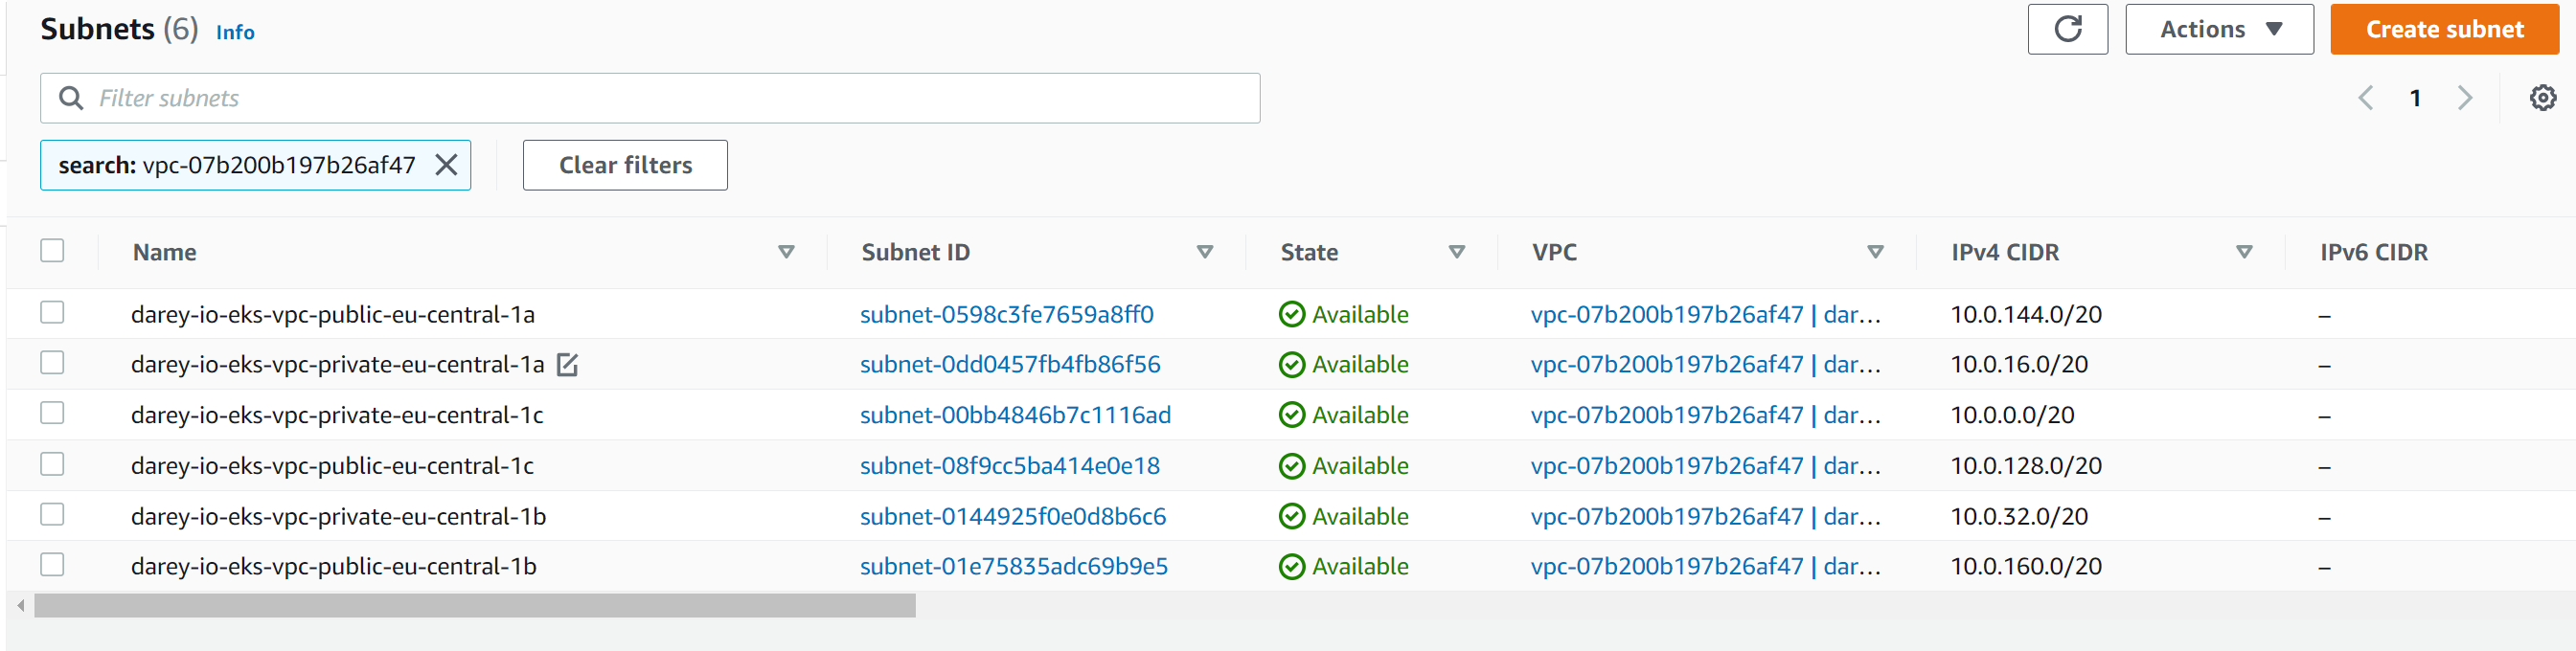 Subnets (6) Info Actions Create subnet
Filter subnets 1
search: vpc-07b200b197b26af47 Clear filters
Name Subnet ID State VPC IPv4 CIDR IPv6 CIDR
darey-io-eks-vpc-public-eu-central-1a subnet-0598c3fe7659a8ff0 Available vpc-07b200b197b26af47 | dar... 10.0.144.0/20 –
darey-io-eks-vpc-private-eu-central-1a subnet-0dd0457fb4fb86f56 Available vpc-07b200b197b26af47 | dar... 10.0.16.0/20 –
darey-io-eks-vpc-private-eu-central-1c subnet-00bb4846b7c1116ad Available vpc-07b200b197b26af47 | dar... 10.0.0.0/20 –
darey-io-eks-vpc-public-eu-central-1c subnet-08f9cc5ba414e0e18 Available vpc-07b200b197b26af47 | dar... 10.0.128.0/20 –
darey-io-eks-vpc-private-eu-central-1b subnet-0144925f0e0d8b6c6 Available vpc-07b200b197b26af47 | dar... 10.0.32.0/20 –
darey-io-eks-vpc-public-eu-central-1b subnet-01e75835adc69b9e5 Available vpc-07b200b197b26af47 | dar... 10.0.160.0/20 –